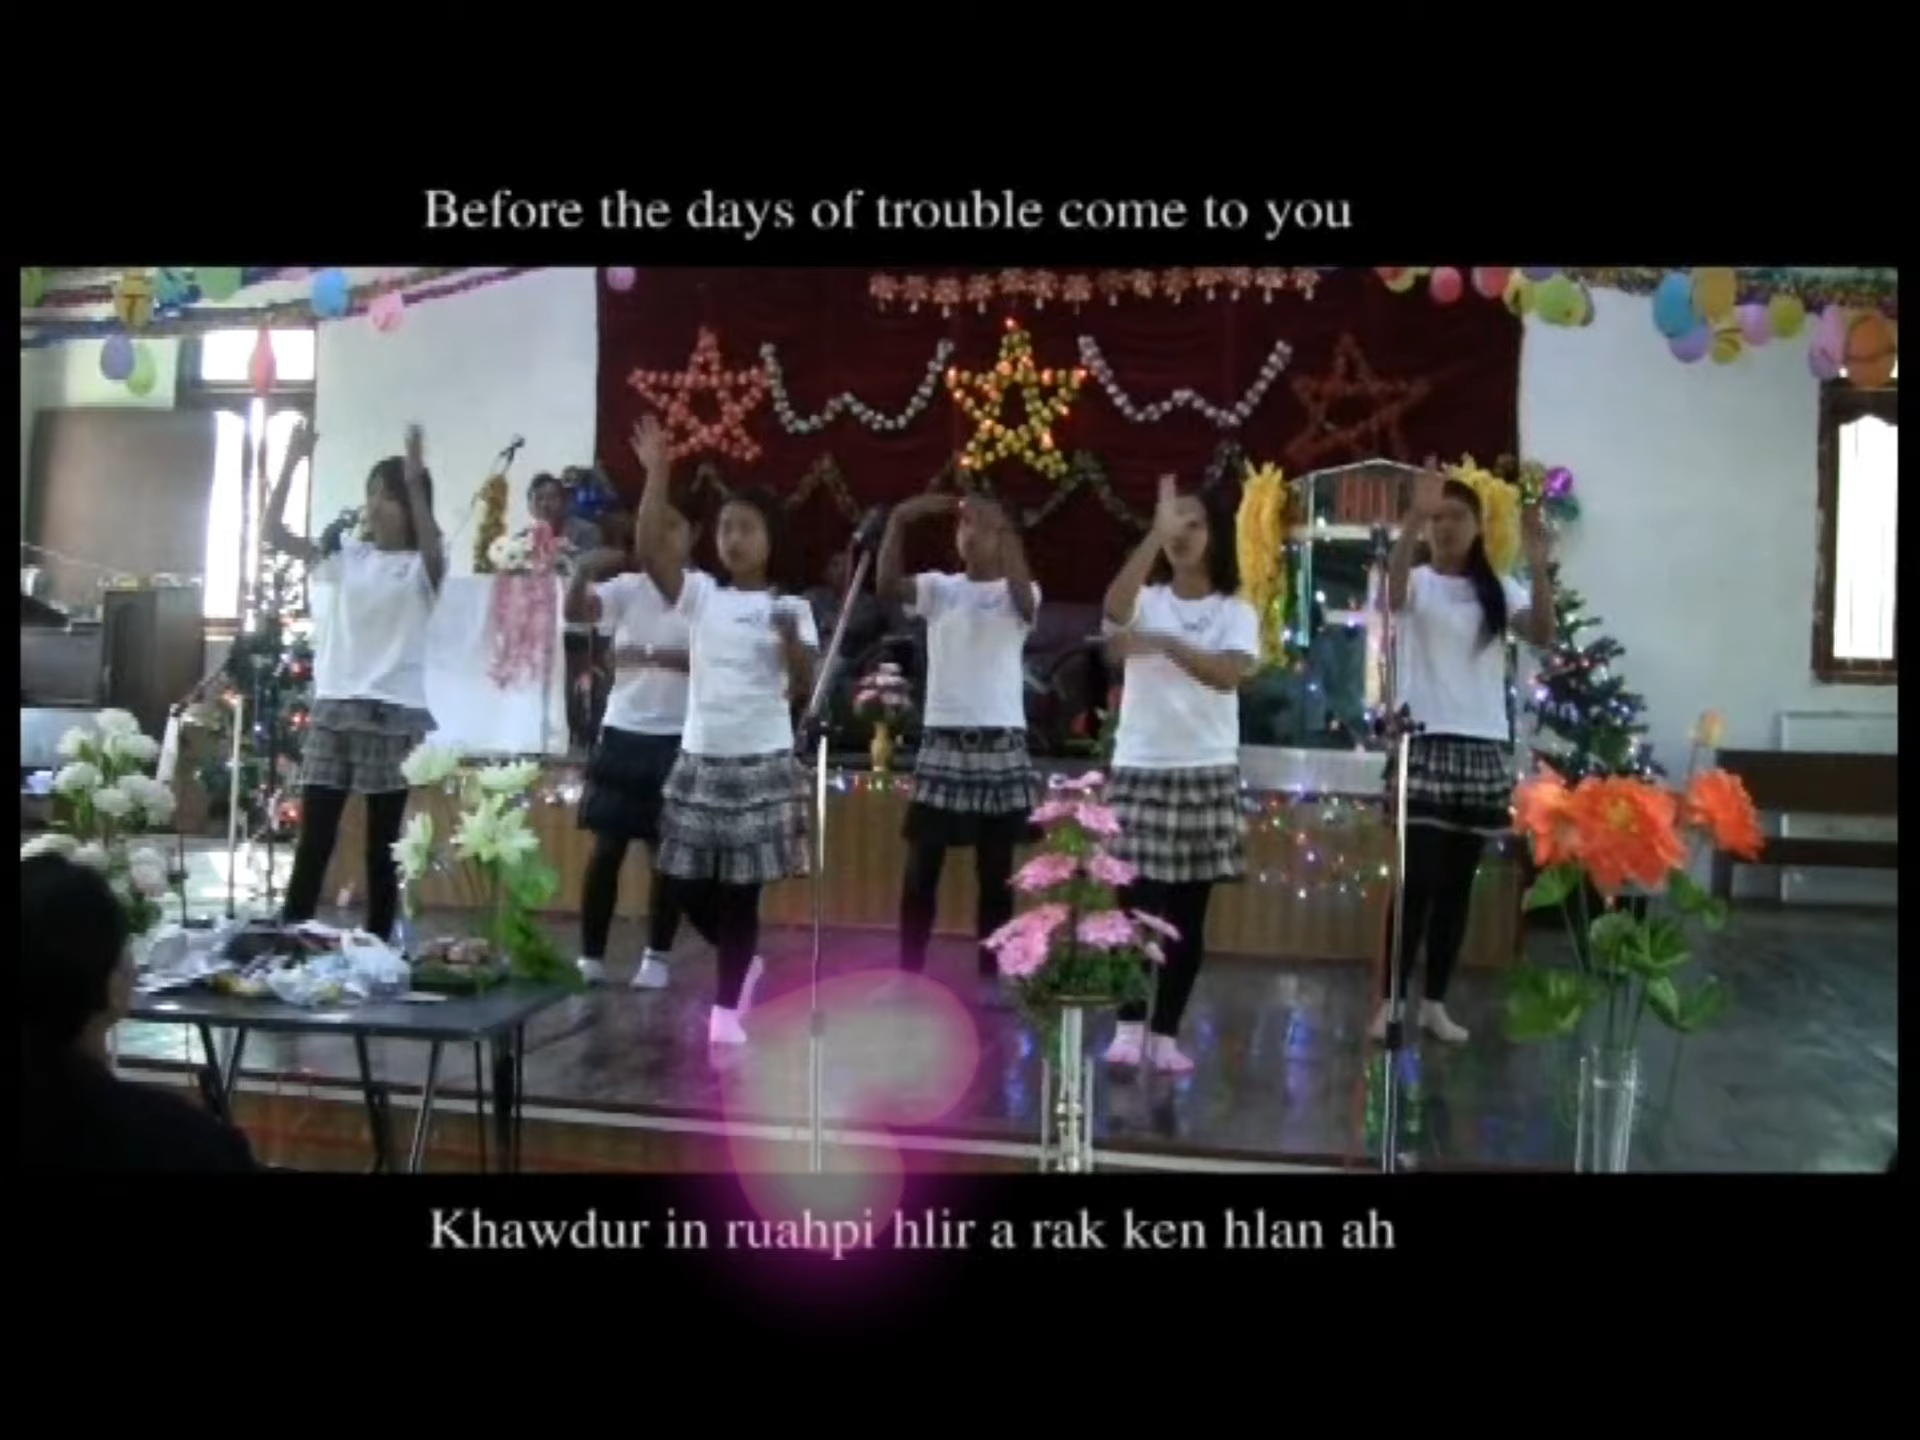 Before the days of trouble come to you
Khawdur in ruahpi hlir a rak ken hlan ah